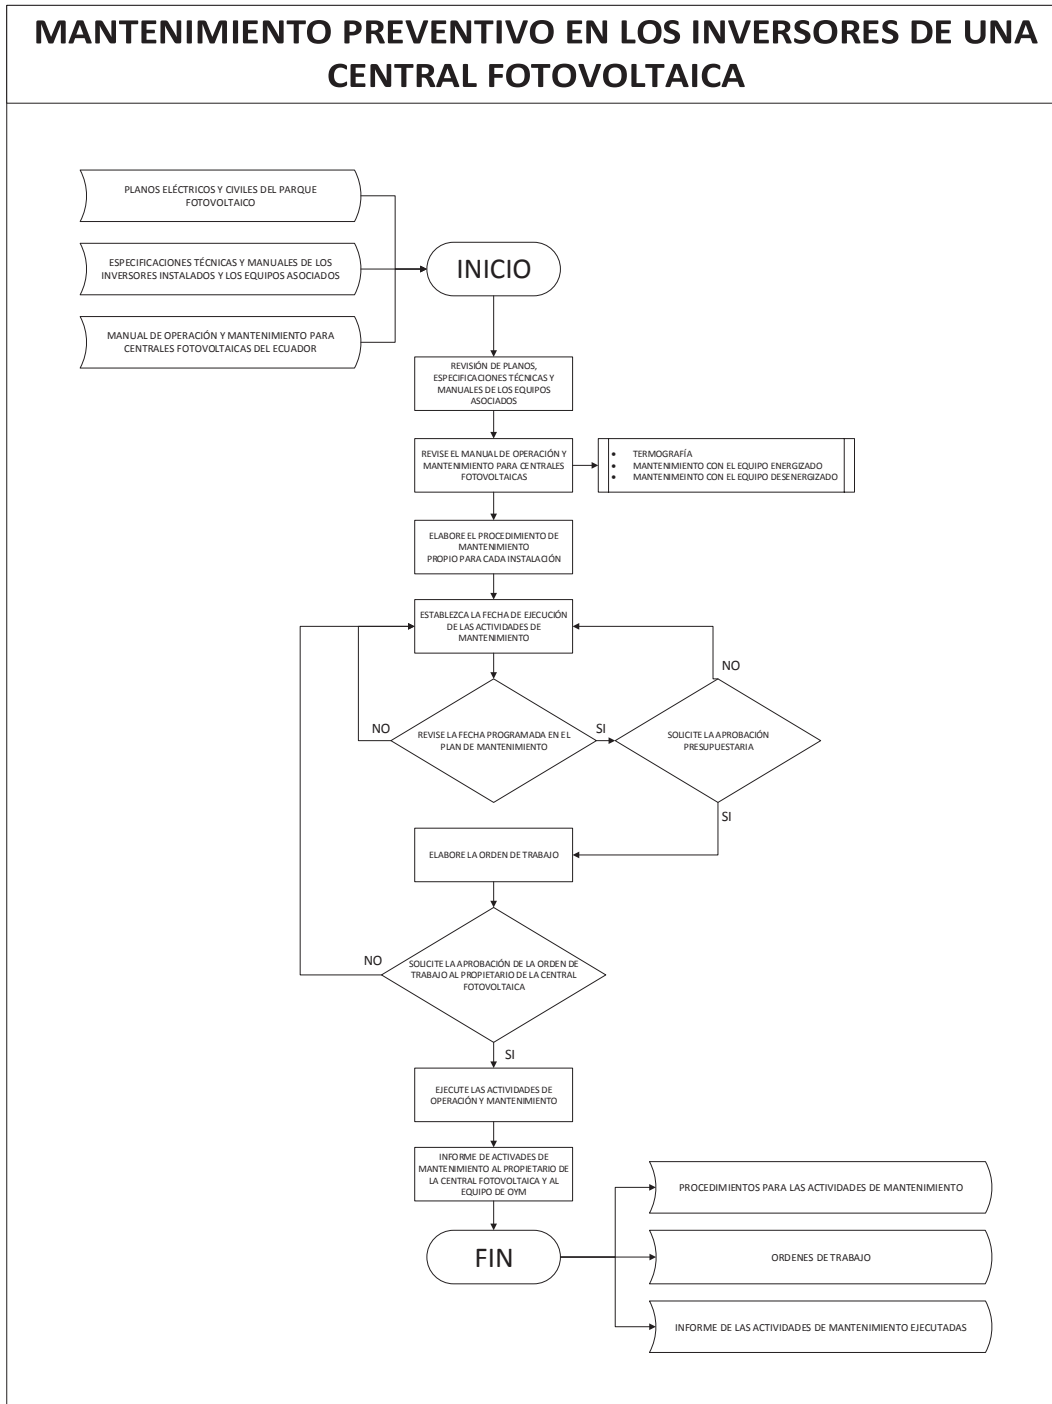 MANTENIMIENTO PREVENTIVO EN LOS INVERSORES DE UNA
CENTRAL FOTOVOLTAICA
PLANOS ELÉCTRICOS Y CIVILES DEL PARQUE
FOTOVOLTAICO
ESPECIFICACIONES TÉCNICAS Y MANUALES DE LOS
INVERSORES INSTALADOS Y LOS EQUIPOS ASOCIADOS
MANUAL DE OPERACIÓN Y MANTENIMIENTO PARA
CENTRALES FOTOVOLTAICAS DEL ECUADOR
INICIO
REVISIÓN DE PLANOS,
ESPECIFICACIONES TÉCNICAS Y
MANUALES DE LOS EQUIPOS
ASOCIADOS
REVISE EL MANUAL DE OPERACIÓN Y
MANTENIMIENTO PARA CENTRALES
FOTOVOLTAICAS
• TERMOGRAFÍA
• MANTENIMIENTO CON EL EQUIPO ENERGIZADO
• MANTENIMEINTO CON EL EQUIPO DESENERGIZADO
ELABORE EL PROCEDIMIENTO DE
MANTENIMIENTO
PROPIO PARA CADA INSTALACIÓN
ESTABLEZCA LA FECHA DE EJECUCIÓN
DE LAS ACTIVIDADES DE
MANTENIMIENTO
NO
REVISE LA FECHA PROGRAMADA EN EL
PLAN DE MANTENIMIENTO
SI
NO
SOLICITE LA APROBACIÓN
PRESUPUESTARIA
SI
ELABORE LA ORDEN DE TRABAJO
NO
SOLICITE LA APROBACIÓN DE LA ORDEN DE
TRABAJO AL PROPIETARIO DE LA CENTRAL
FOTOVOLTAICA
SI
EJECUTE LAS ACTIVIDADES DE
OPERACIÓN Y MANTENIMIENTO
INFORME DE ACTIVADES DE
MANTENIMIENTO AL PROPIETARIO DE
LA CENTRAL FOTOVOLTAICA Y AL
EQUIPO DE OYM
FIN
PROCEDIMIENTOS PARA LAS ACTIVIDADES DE MANTENIMIENTO
ORDENES DE TRABAJO
INFORME DE LAS ACTIVIDADES DE MANTENIMIENTO EJECUTADAS